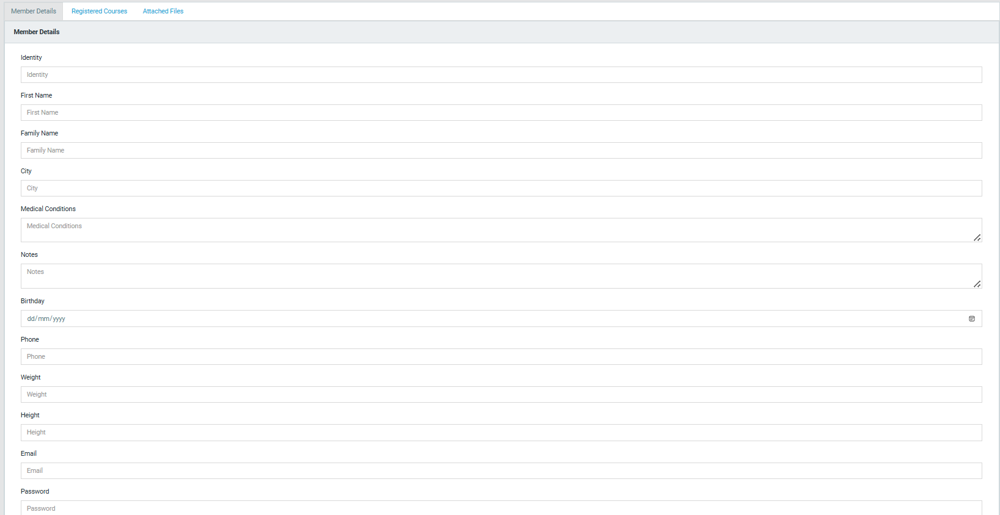 Member Details Registered Courses Attached Files
Member Details
Identity
Identity
First Name
First Name
Family Name
Family Name
City
City
Medical Conditions
Medical Conditions
Notes
Notes
Birthday
dd/mm/yyyy
Phone
Phone
Weight
Weight
Height
Height
Email
Email
Password
Password